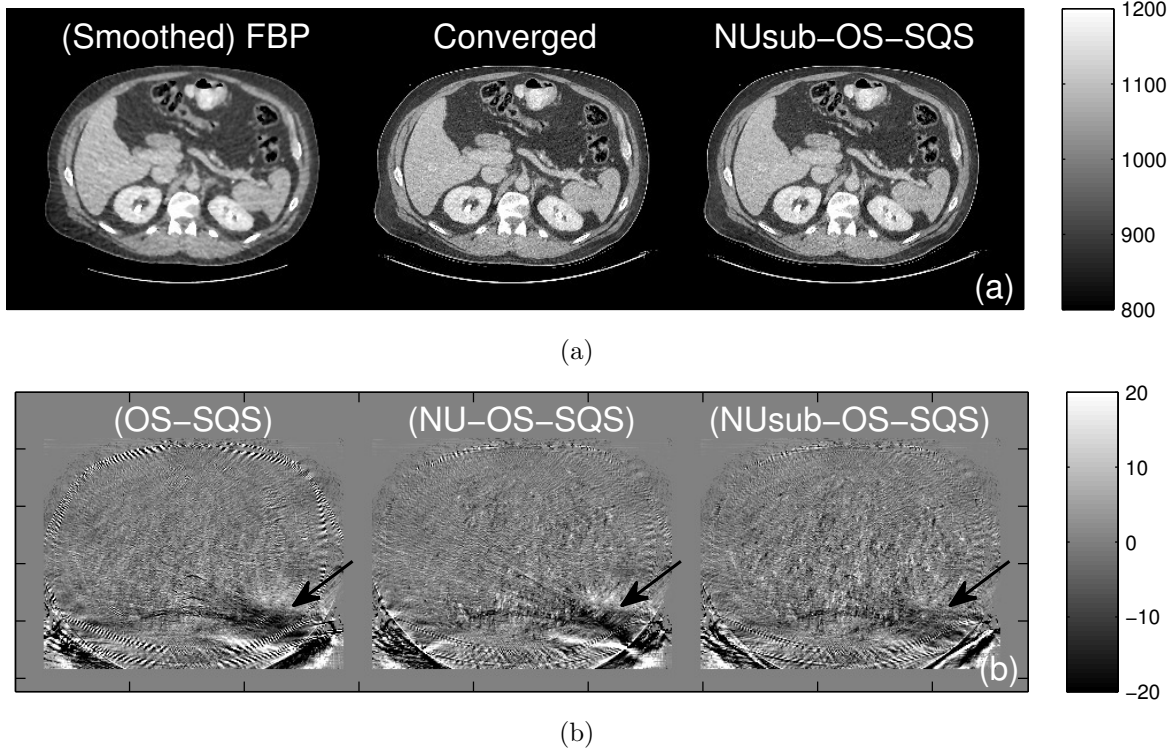 (Smoothed) FBP Converged NUsub−OS−SQS
(a)
1200
1100
1000
900
800
(a)
(OS−SQS) (NU−OS−SQS) (NUsub−OS−SQS)
(b)
20
10
0
−10
−20
(b)